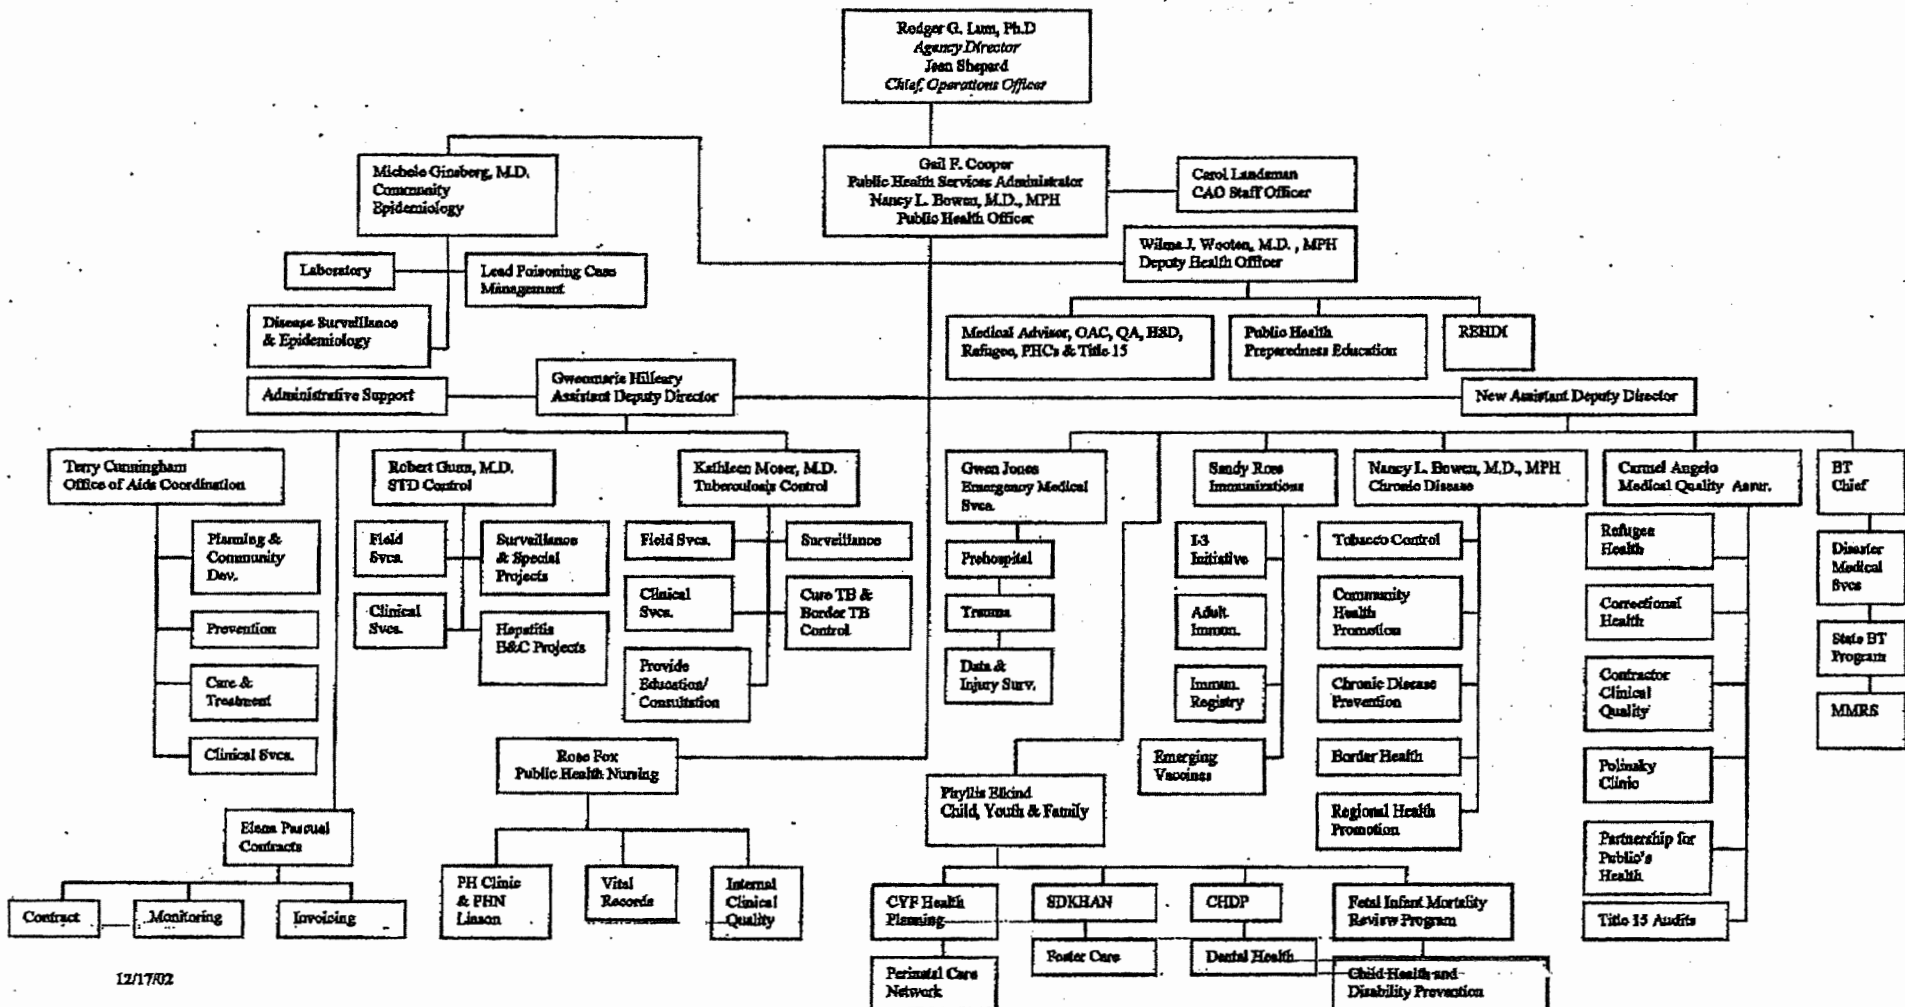 Rodger G. Lum, Ph.D
Agency Director
Jean Shepard
Chief, Operations Officer
Michele Ginsberg, M.D.
Community
Epidemiology
Gail F. Cooper
Public Health Services Administrator
Nancy L. Bowen, M.D., MPH
Public Health Officer
Carol Landsman
CAO Staff Officer
Wilma J. Wooten, M.D. , MPH
Deputy Health Officer
Laboratory
Lead Poisoning Case
Management
Disease Surveillance
& Epidemiology
Medical Advisor, OAC, QA, HSD,
Refugee, PHCs & Title 15
Public Health
Preparedness Education
REHDI
Administrative Support
Gwenmarie Hilleary
Assistant Deputy Director
New Assistant Deputy Director
Terry Cunningham
Office of Aids Coordination
Robert Gunn, M.D.
STD Control
Kathleen Moser, M.D.
Tuberculosis Control
Gwen Jones
Emergency Medical
Svcs.
Sandy Ross
Immunizations
Nancy L. Bowen, M.D., MPH
Chronic Disease
Carmel Angelo
Medical Quality Assur.
BT
Chief
Planning &
Community
Dev.
Prevention
Care &
Treatment
Clinical Svcs.
Field
Svcs.
Surveillance
& Special
Projects
Clinical
Svcs.
Hepatitis
B&C Projects
Field Svcs.
Surveillance
Clinical
Svcs.
Cure TB &
Border TB
Control
Provide
Education/
Consultation
Prehospital
Trauma
Data &
Injury Surv.
I-3
Initiative
Adult
Immun.
Immun.
Registry
Emerging
Vaccines
Tobacco Control
Community
Health
Promotion
Chronic Disease
Prevention
Border Health
Regional Health
Promotion
Refugee
Health
Correctional
Health
Contractor
Clinical
Quality
Polinsky
Clinic
Partnership for
Public's
Health
Title 15 Audits
Disaster
Medical
Svcs
State BT
Program
MMRS
Rose Fox
Public Health Nursing
Phyllis Elkind
Child, Youth & Family
Elena Pascual
Contracts
Contract
Monitoring
Invoicing
PH Clinic
& PHN
Liason
Vital
Records
Internal
Clinical
Quality
CYF Health
Planning
SDKHAN
CHDP
Fetal Infant Mortality
Review Program
Perinatal Care
Network
Foster Care
Dental Health
Child Health and
Disability Prevention
12/17/02